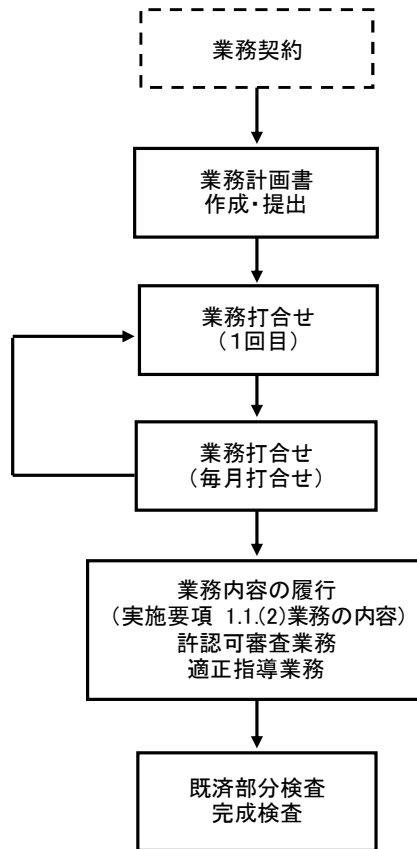 業務契約
業務計画書
作成・提出
業務打合せ
（1回目）
業務打合せ
（毎月打合せ）
業務内容の履行
（実施要項 1.1.(2)業務の内容）
許認可審査業務
適正指導業務
既済部分検査
完成検査